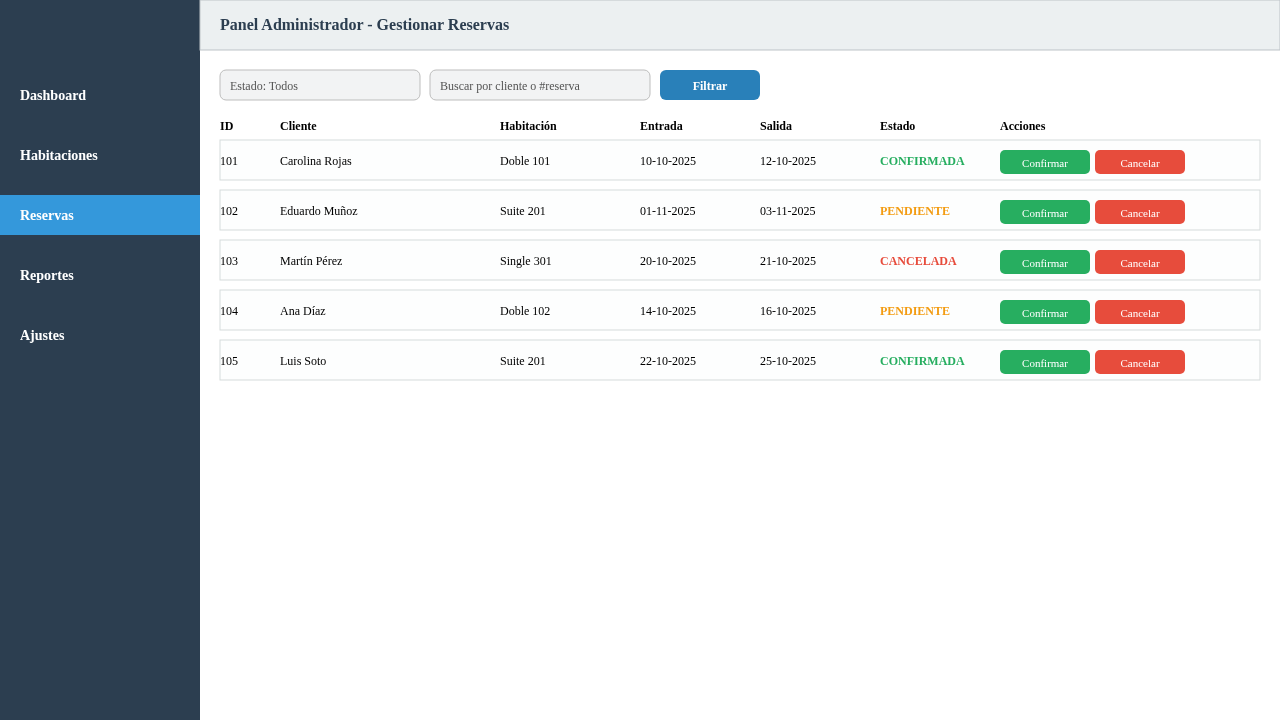 Panel Administrador - Gestionar Reservas
Dashboard
Habitaciones
Reservas
Reportes
Ajustes
Estado: Todos Buscar por cliente o #reserva Filtrar
ID Cliente Habitación Entrada Salida Estado Acciones
101 Carolina Rojas Doble 101 10-10-2025 12-10-2025 CONFIRMADA Confirmar Cancelar
102 Eduardo Muñoz Suite 201 01-11-2025 03-11-2025 PENDIENTE Confirmar Cancelar
103 Martín Pérez Single 301 20-10-2025 21-10-2025 CANCELADA Confirmar Cancelar
104 Ana Díaz Doble 102 14-10-2025 16-10-2025 PENDIENTE Confirmar Cancelar
105 Luis Soto Suite 201 22-10-2025 25-10-2025 CONFIRMADA Confirmar Cancelar